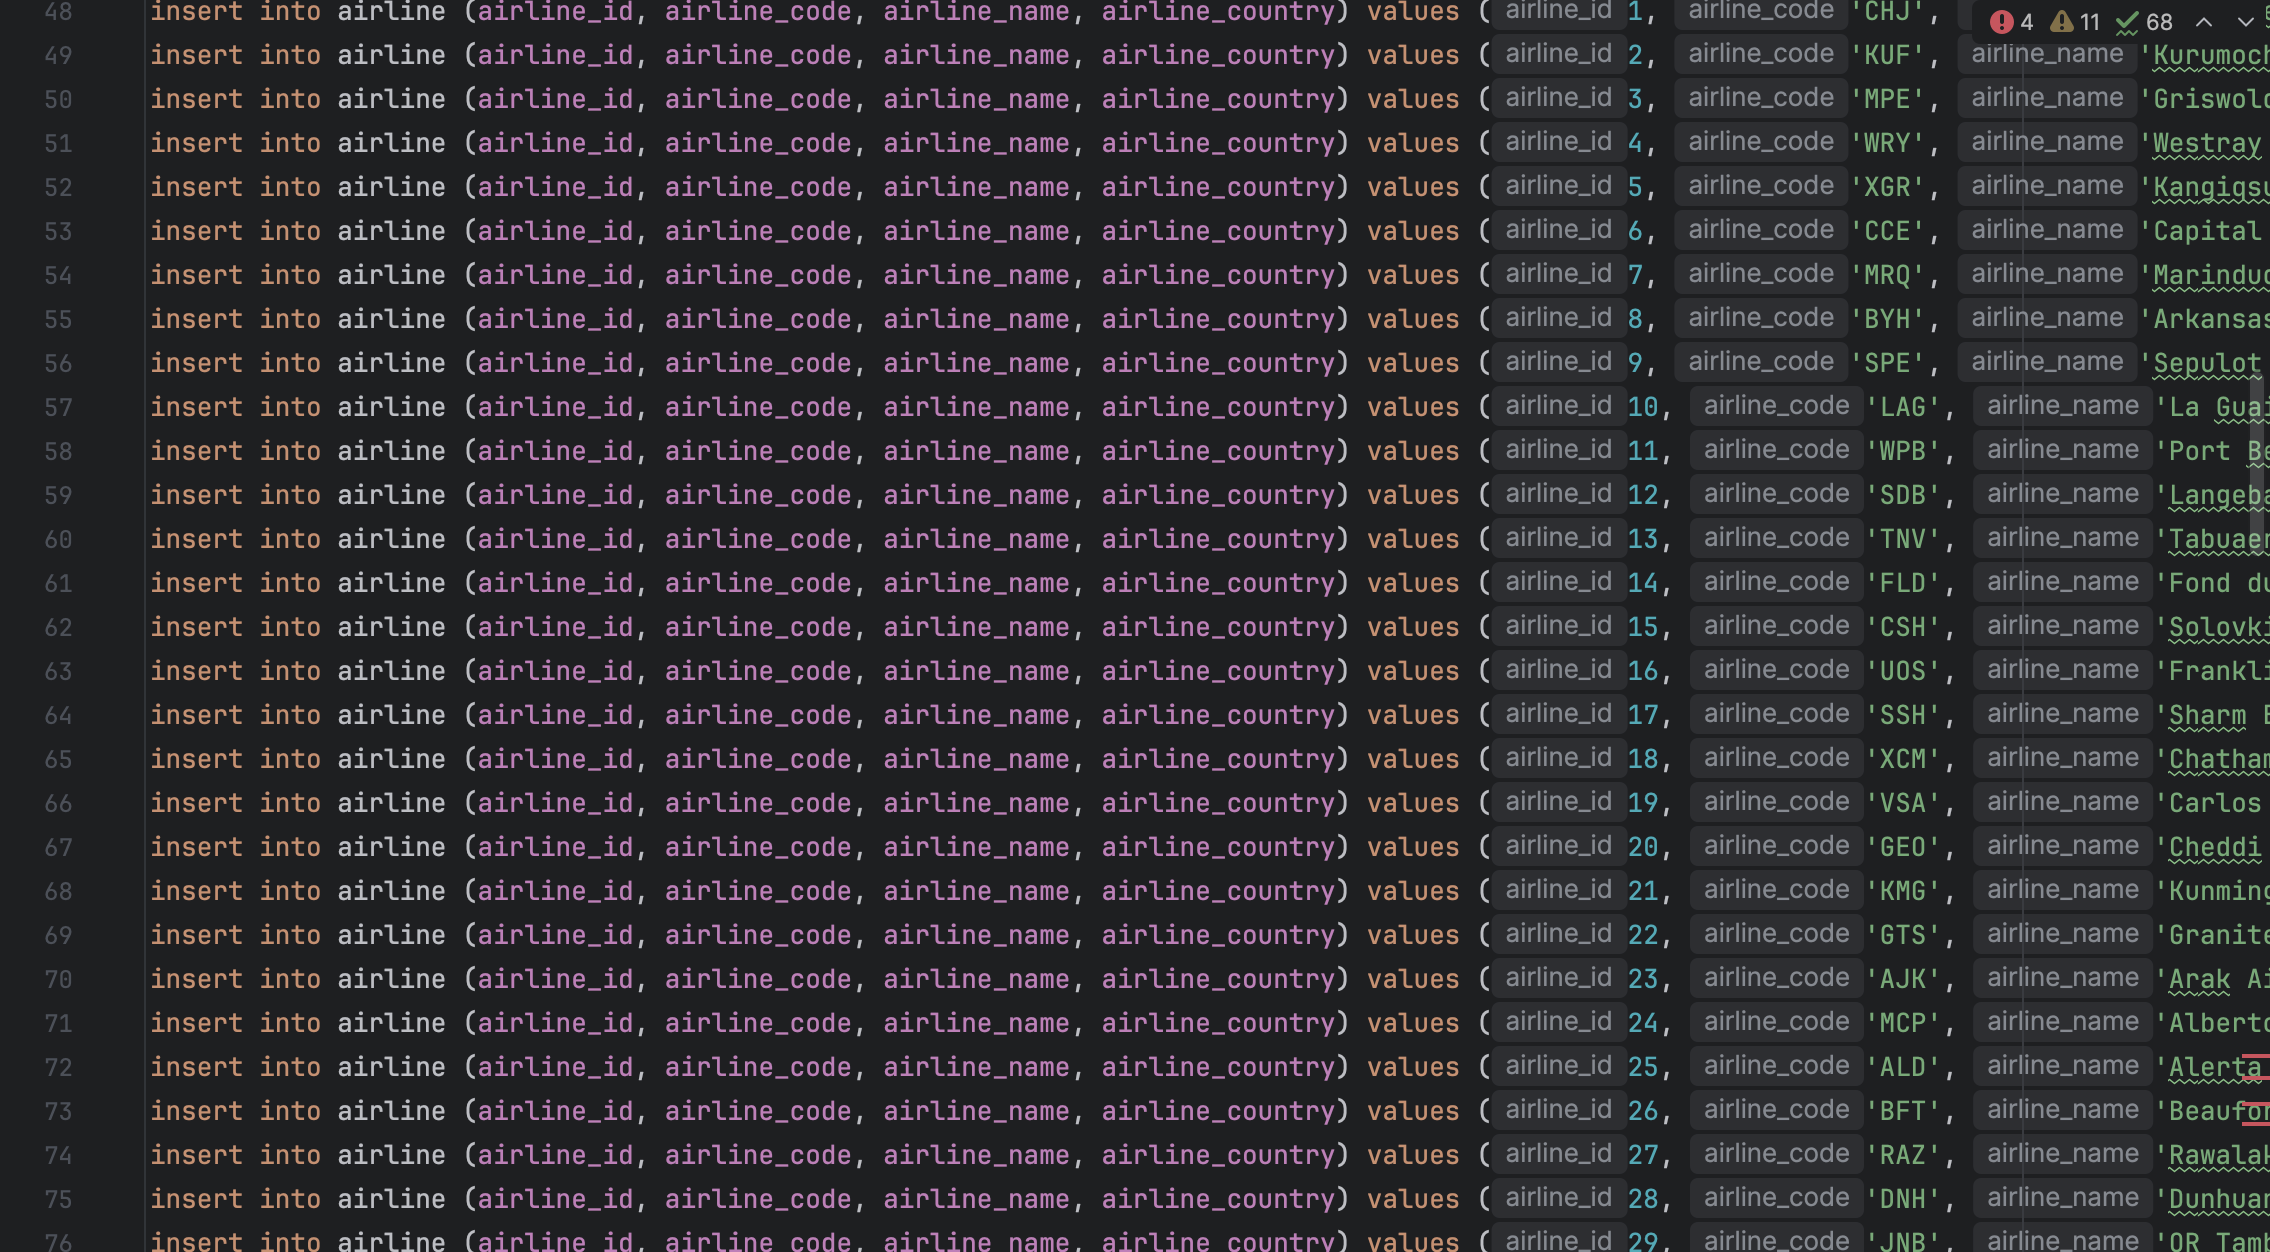 48 insert into airline (airline_id, airline_code, airline_name, airline_country) values ( airline_id 1, airline_code 'CHJ', 4 11 68
49 insert into airline (airline_id, airline_code, airline_name, airline_country) values ( airline_id 2, airline_code 'KUF', airline_name 'Kurumoch
50 insert into airline (airline_id, airline_code, airline_name, airline_country) values ( airline_id 3, airline_code 'MPE', airline_name 'Griswold
51 insert into airline (airline_id, airline_code, airline_name, airline_country) values ( airline_id 4, airline_code 'WRY', airline_name 'Westray
52 insert into airline (airline_id, airline_code, airline_name, airline_country) values ( airline_id 5, airline_code 'XGR', airline_name 'Kangiqsu
53 insert into airline (airline_id, airline_code, airline_name, airline_country) values ( airline_id 6, airline_code 'CCE', airline_name 'Capital
54 insert into airline (airline_id, airline_code, airline_name, airline_country) values ( airline_id 7, airline_code 'MRQ', airline_name 'Marinduq
55 insert into airline (airline_id, airline_code, airline_name, airline_country) values ( airline_id 8, airline_code 'BYH', airline_name 'Arkansas
56 insert into airline (airline_id, airline_code, airline_name, airline_country) values ( airline_id 9, airline_code 'SPE', airline_name 'Sepulot
57 insert into airline (airline_id, airline_code, airline_name, airline_country) values ( airline_id 10, airline_code 'LAG', airline_name 'La Guai
58 insert into airline (airline_id, airline_code, airline_name, airline_country) values ( airline_id 11, airline_code 'WPB', airline_name 'Port Be
59 insert into airline (airline_id, airline_code, airline_name, airline_country) values ( airline_id 12, airline_code 'SDB', airline_name 'Langeba
60 insert into airline (airline_id, airline_code, airline_name, airline_country) values ( airline_id 13, airline_code 'TNV', airline_name 'Tabuaer
61 insert into airline (airline_id, airline_code, airline_name, airline_country) values ( airline_id 14, airline_code 'FLD', airline_name 'Fond du
62 insert into airline (airline_id, airline_code, airline_name, airline_country) values ( airline_id 15, airline_code 'CSH', airline_name 'Solovki
63 insert into airline (airline_id, airline_code, airline_name, airline_country) values ( airline_id 16, airline_code 'UOS', airline_name 'Frankli
64 insert into airline (airline_id, airline_code, airline_name, airline_country) values ( airline_id 17, airline_code 'SSH', airline_name 'Sharm E
65 insert into airline (airline_id, airline_code, airline_name, airline_country) values ( airline_id 18, airline_code 'XCM', airline_name 'Chatham
66 insert into airline (airline_id, airline_code, airline_name, airline_country) values ( airline_id 19, airline_code 'VSA', airline_name 'Carlos
67 insert into airline (airline_id, airline_code, airline_name, airline_country) values ( airline_id 20, airline_code 'GEO', airline_name 'Cheddi
68 insert into airline (airline_id, airline_code, airline_name, airline_country) values ( airline_id 21, airline_code 'KMG', airline_name 'Kunming
69 insert into airline (airline_id, airline_code, airline_name, airline_country) values ( airline_id 22, airline_code 'GTS', airline_name 'Granite
70 insert into airline (airline_id, airline_code, airline_name, airline_country) values ( airline_id 23, airline_code 'AJK', airline_name 'Arak Ai
71 insert into airline (airline_id, airline_code, airline_name, airline_country) values ( airline_id 24, airline_code 'MCP', airline_name 'Alberto
72 insert into airline (airline_id, airline_code, airline_name, airline_country) values ( airline_id 25, airline_code 'ALD', airline_name 'Alerta
73 insert into airline (airline_id, airline_code, airline_name, airline_country) values ( airline_id 26, airline_code 'BFT', airline_name 'Beaufor
74 insert into airline (airline_id, airline_code, airline_name, airline_country) values ( airline_id 27, airline_code 'RAZ', airline_name 'Rawalak
75 insert into airline (airline_id, airline_code, airline_name, airline_country) values ( airline_id 28, airline_code 'DNH', airline_name 'Dunhuan
76 insert into airline (airline_id, airline_code, airline_name, airline_country) values ( airline_id 29, airline_code 'JNB', airline_name 'OR Tamb